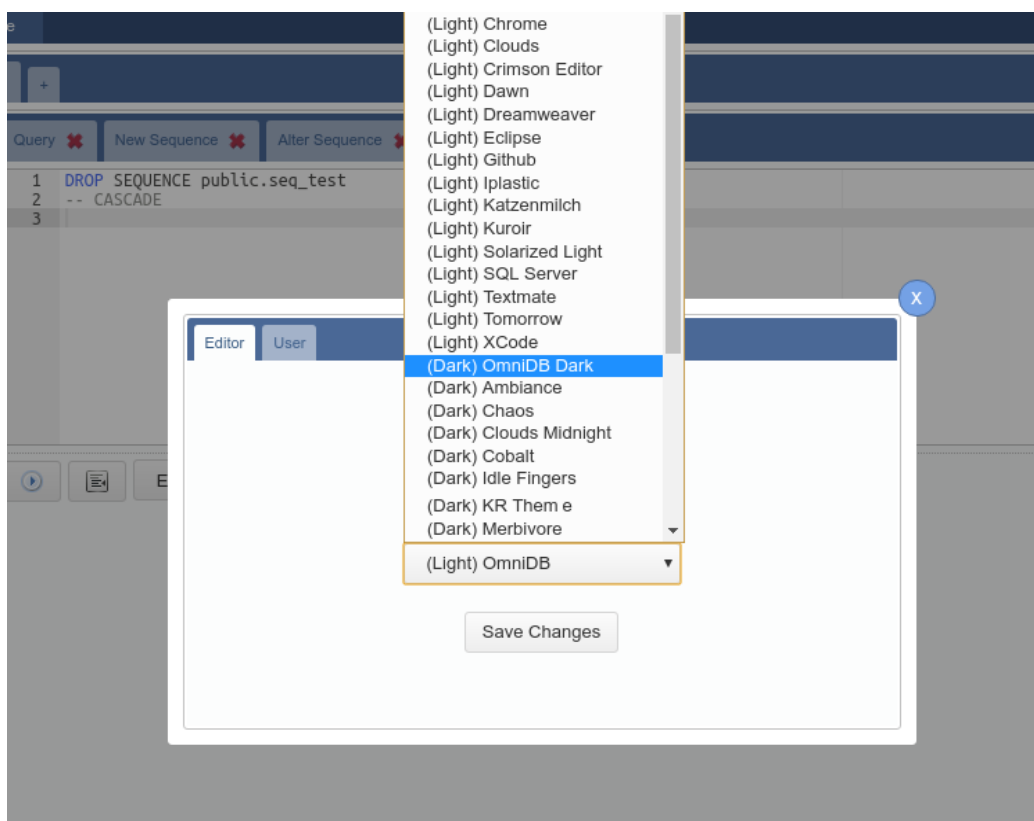 e
(Light) Chrome
(Light) Clouds
(Light) Crimson Editor
(Light) Dawn
(Light) Dreamweaver
(Light) Eclipse
(Light) Github
(Light) Iplastic
(Light) Katzenmilch
(Light) Kuroir
(Light) Solarized Light
(Light) SQL Server
(Light) Textmate
(Light) Tomorrow
(Light) XCode
(Dark) OmniDB Dark
(Dark) Ambiance
(Dark) Chaos
(Dark) Clouds Midnight
(Dark) Cobalt
(Dark) Idle Fingers
(Dark) KR Them e
(Dark) Merbivore
(Light) OmniDB
+
Query New Sequence Alter Sequence
1 DROP SEQUENCE public.seq_test
2 -- CASCADE
3
X
Editor User
E
Save Changes